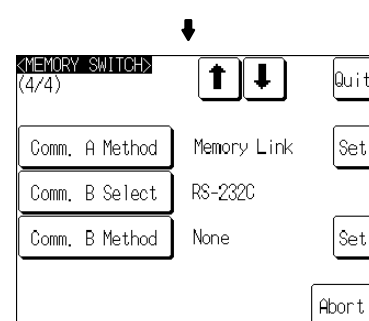 <MEMORY SWITCH>
(4/4) Quit
Comm. A Method Memory Link Set
Comm. B Select RS-232C
Comm. B Method None Set
Abort